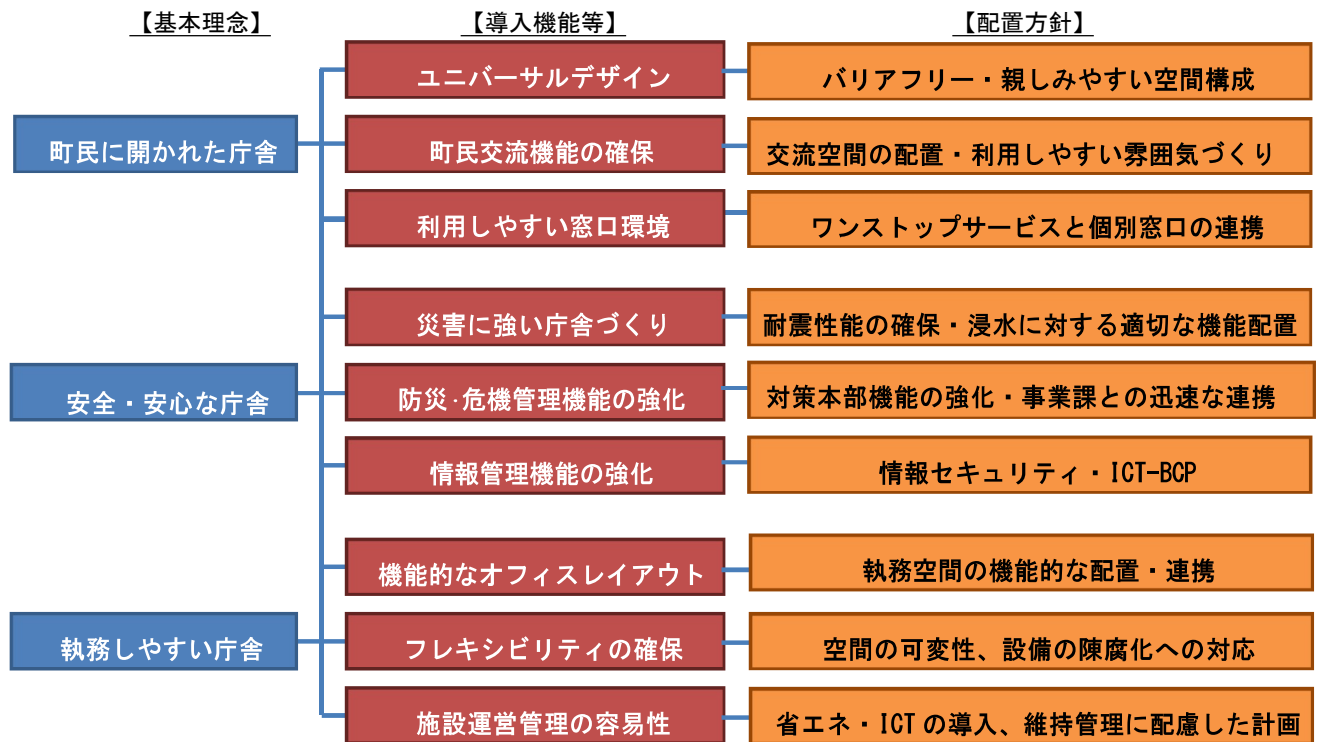 【基本理念】
【導入機能等】
【配置方針】
町民に開かれた庁舎
ユニバーサルデザイン
バリアフリー・親しみやすい空間構成
町民交流機能の確保
交流空間の配置・利用しやすい雰囲気づくり
利用しやすい窓口環境
ワンストップサービスと個別窓口の連携
安全・安心な庁舎
災害に強い庁舎づくり
耐震性能の確保・浸水に対する適切な機能配置
防災·危機管理機能の強化
対策本部機能の強化・事業課との迅速な連携
情報管理機能の強化
情報セキュリティ・ICT-BCP
執務しやすい庁舎
機能的なオフィスレイアウト
執務空間の機能的な配置・連携
フレキシビリティの確保
空間の可変性、設備の陳腐化への対応
施設運営管理の容易性
省エネ・ICTの導入、維持管理に配慮した計画